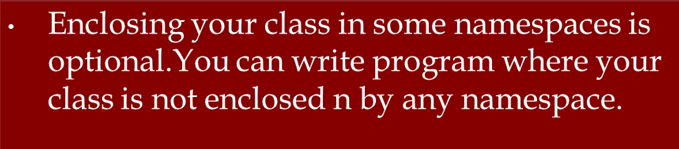 • Enclosing your class in some namespaces is
optional.You can write program where your
class is not enclosed n by any namespace.